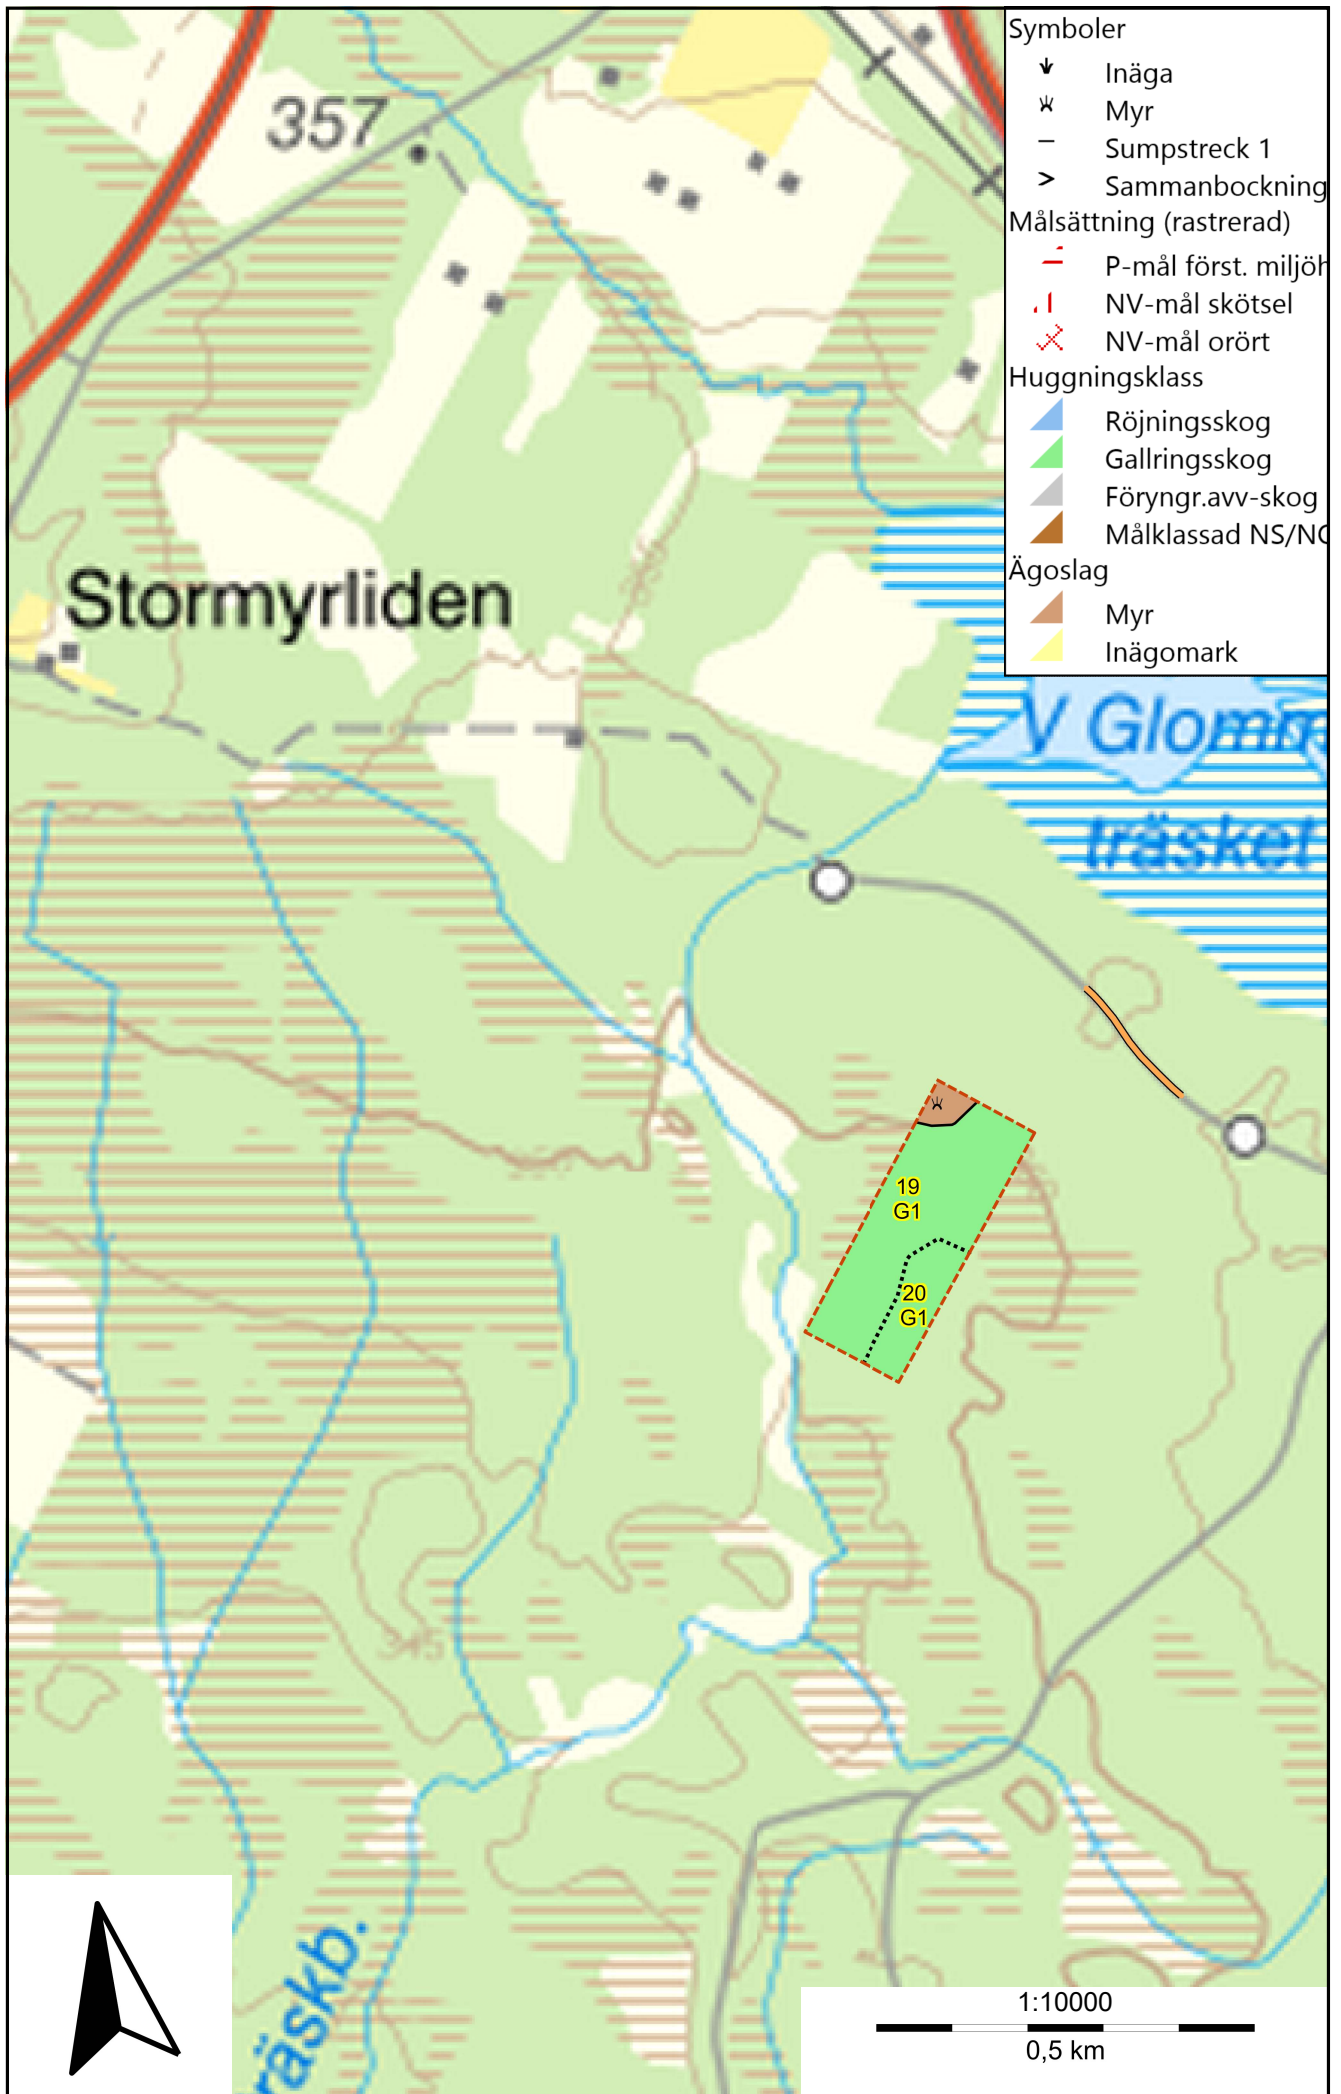 Symboler
Inäga
Myr
Sumpstreck 1
Sammanbockning
Målsättning (rastrerad)
P-mål först. miljöh
NV-mål skötsel
NV-mål orört
Huggningsklass
Röjningsskog
Gallringsskog
Föryngr.avv-skog
Målklassad NS/NO
Ägoslag
Myr
Inägomark
357
Stormyrliden
V Glomm
träsket
19
G1
20
G1
345
räskb.
1:10000
0,5 km